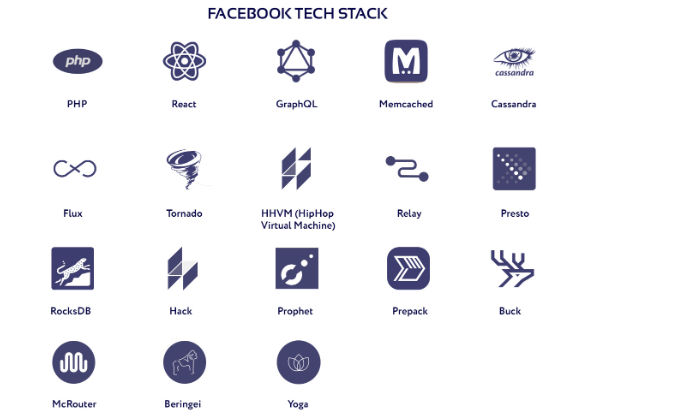 FACEBOOK TECH STACK
php
cassandra
PHP
React
GraphQL
Memcached
Cassandra
Flux
Tornado
HHVM (HipHop
Virtual Machine)
Relay
Presto
RocksDB
Hack
Prophet
Prepack
Buck
McRouter
Beringei
Yoga